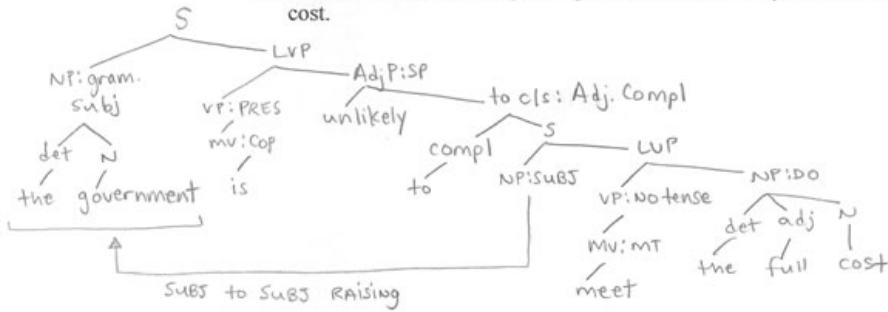 cost.
S
LVP
NP:gram.
subj
AdjP:SP
VP:PRES
unlikely
to cls: Adj. Compl
det N
mv:COP
compl
S
LVP
the government
is
to
NP:SUBJ
VP:No tense
NP:DO
det adj N
mv:MT
the full cost
meet
SUBJ to SUBJ RAISING